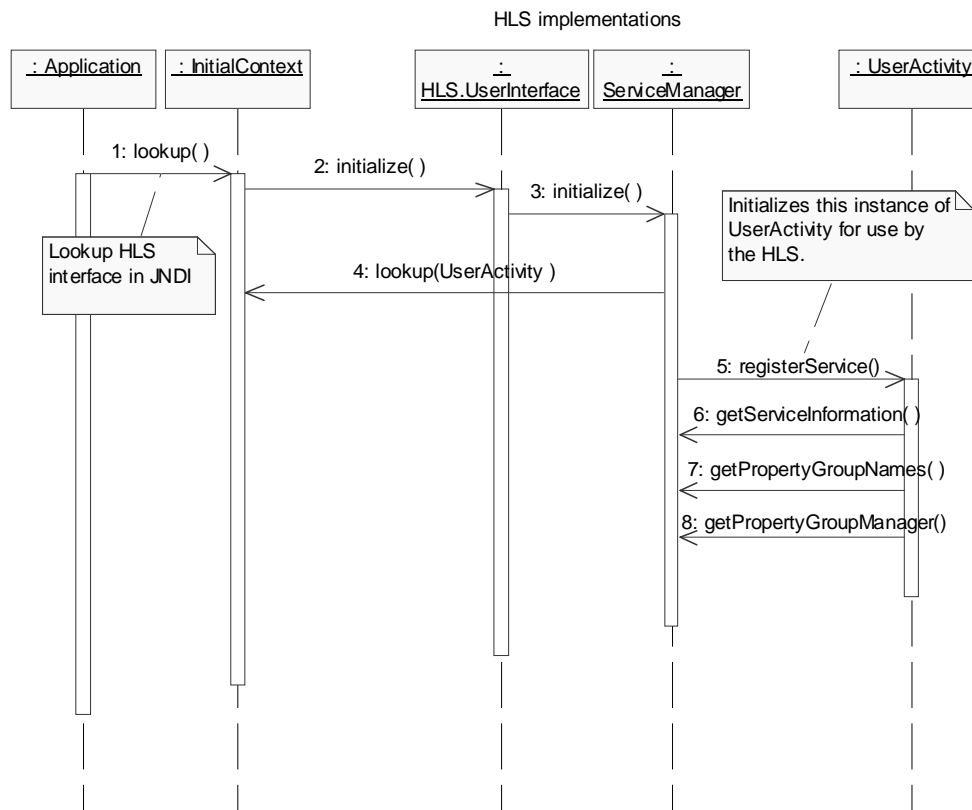 HLS implementations
: Application
: InitialContext
:
HLS.UserInterface
:
ServiceManager
: UserActivity
1: lookup( )
2: initialize( )
3: initialize( )
Initializes this instance of
UserActivity for use by
the HLS.
Lookup HLS
interface in JNDI
4: lookup(UserActivity )
5: registerService()
6: getServiceInformation( )
7: getPropertyGroupNames( )
8: getPropertyGroupManager()